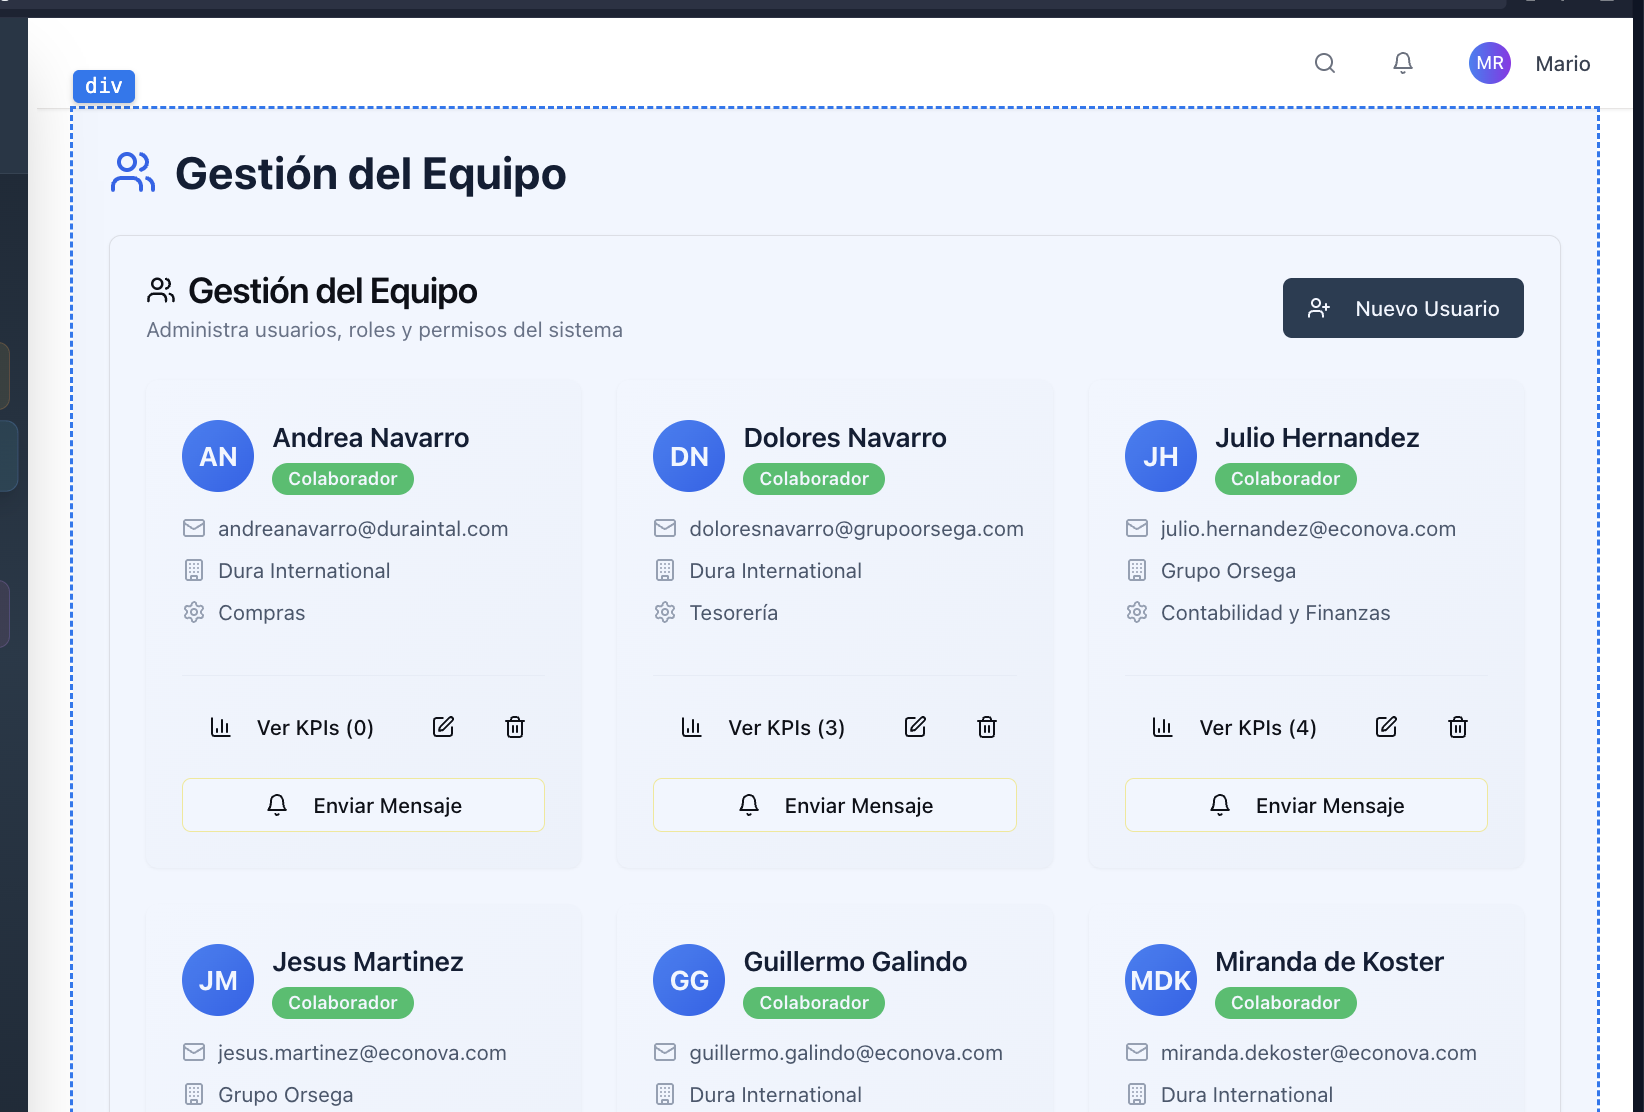 MR Mario
div
Gestión del Equipo
Gestión del Equipo
Administra usuarios, roles y permisos del sistema
Nuevo Usuario
AN Andrea Navarro
Colaborador
andreanavarro@duraintal.com
Dura International
Compras
Ver KPIs (0)
Enviar Mensaje
DN Dolores Navarro
Colaborador
doloresnavarro@grupoorsega.com
Dura International
Tesorería
Ver KPIs (3)
Enviar Mensaje
JH Julio Hernandez
Colaborador
julio.hernandez@econova.com
Grupo Orsega
Contabilidad y Finanzas
Ver KPIs (4)
Enviar Mensaje
JM Jesus Martinez
Colaborador
jesus.martinez@econova.com
Grupo Orsega
GG Guillermo Galindo
Colaborador
guillermo.galindo@econova.com
Dura International
MDK Miranda de Koster
Colaborador
miranda.dekoster@econova.com
Dura International